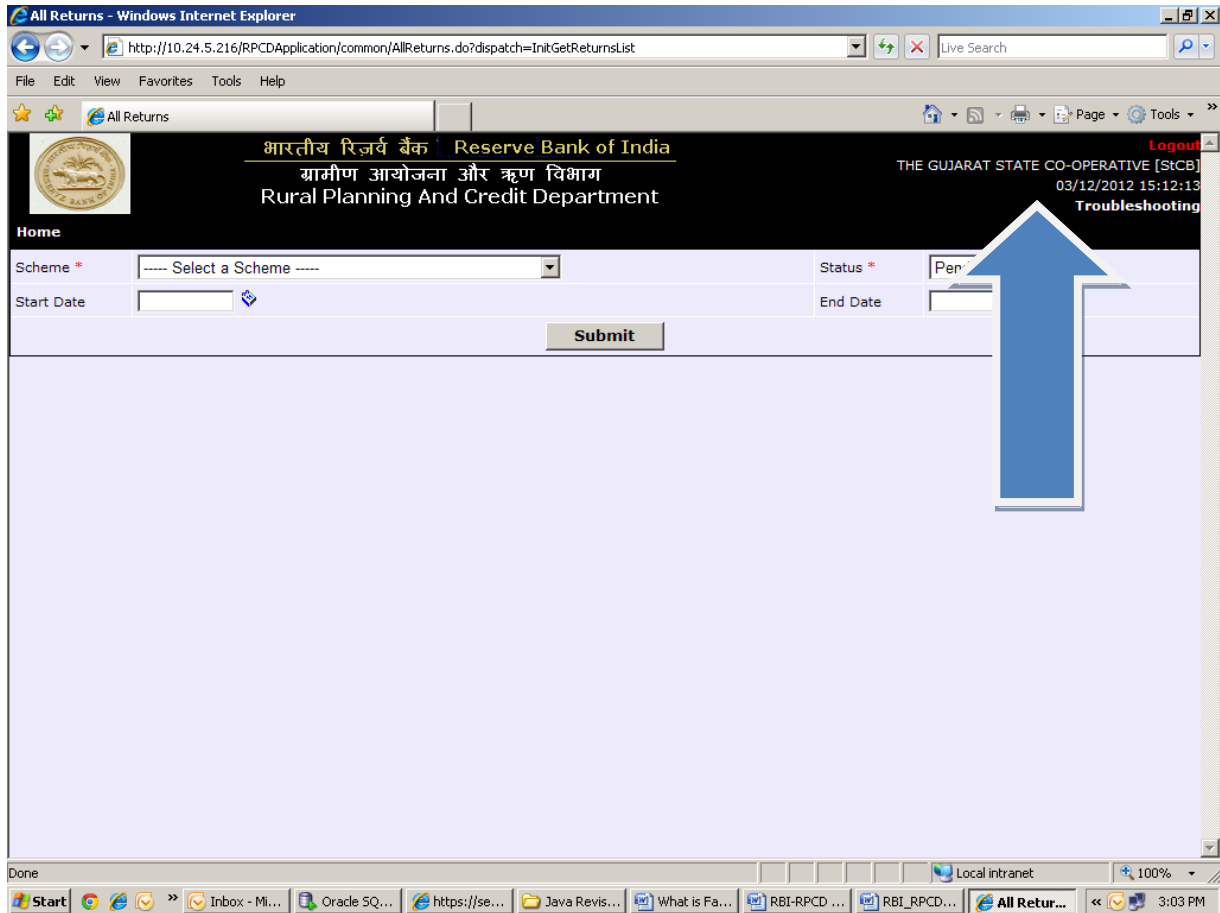 All Returns - Windows Internet Explorer
http://10.24.5.216/RPCDApplication/common/AllReturns.do?dispatch=InitGetReturnsList
Live Search
File Edit View Favorites Tools Help
All Returns
Page Tools
भारतीय रिज़र्व बैंक Reserve Bank of India
ग्रामीण आयोजना और ऋण विभाग
Rural Planning And Credit Department
Logout
THE GUJARAT STATE CO-OPERATIVE [StCB]
03/12/2012 15:12:13
Troubleshooting
Home
Scheme * ----- Select a Scheme ----- Status *
Start Date End Date
Submit
Done Local intranet 100%
Start Inbox - Mi... Oracle SQ... https://se... Java Revis... What is Fa... RBI-RPCD ... RBI_RPCD... All Retur... 3:03 PM